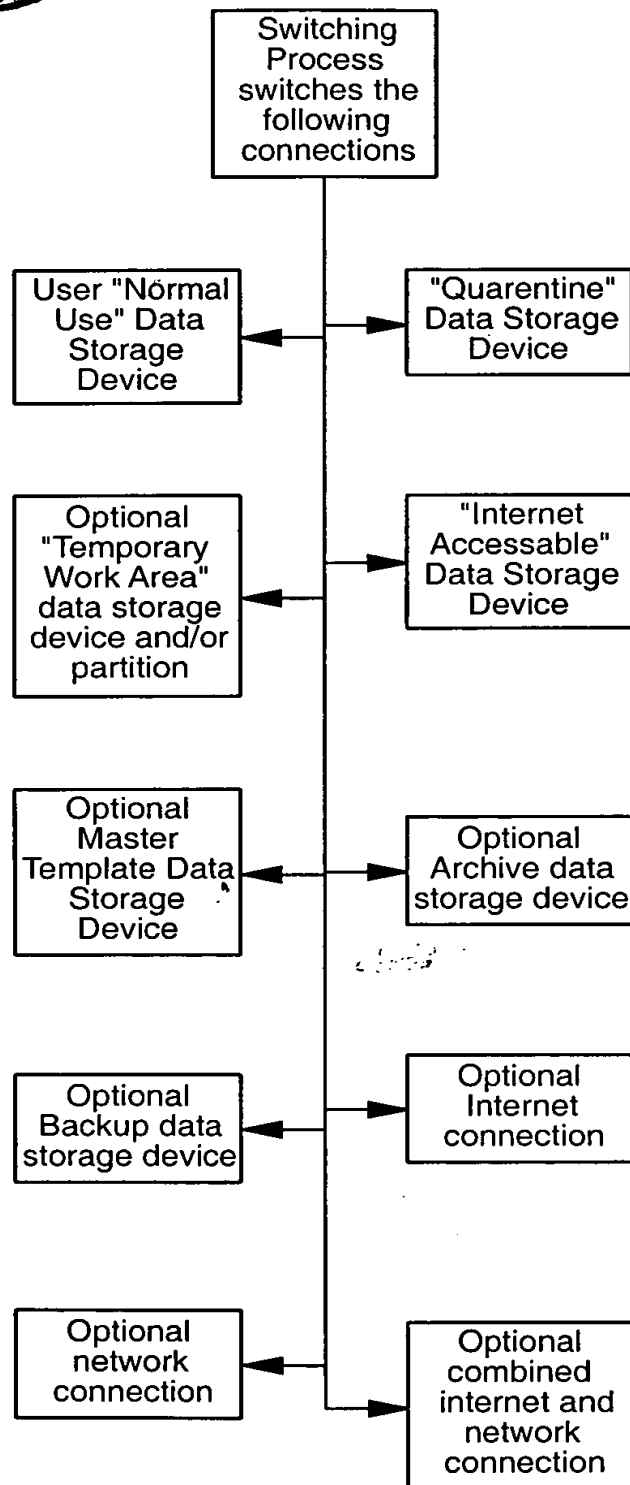 Switching
Process
switches the
following
connections
User "Normal
Use" Data
Storage
Device
"Quarentine"
Data Storage
Device
Optional
"Temporary
Work Area"
data storage
device and/or
partition
"Internet
Accessable"
Data Storage
Device
Optional
Master
Template Data
Storage
Device
Optional
Archive data
storage device
Optional
Backup data
storage device
Optional
Internet
connection
Optional
network
connection
Optional
combined
internet and
network
connection